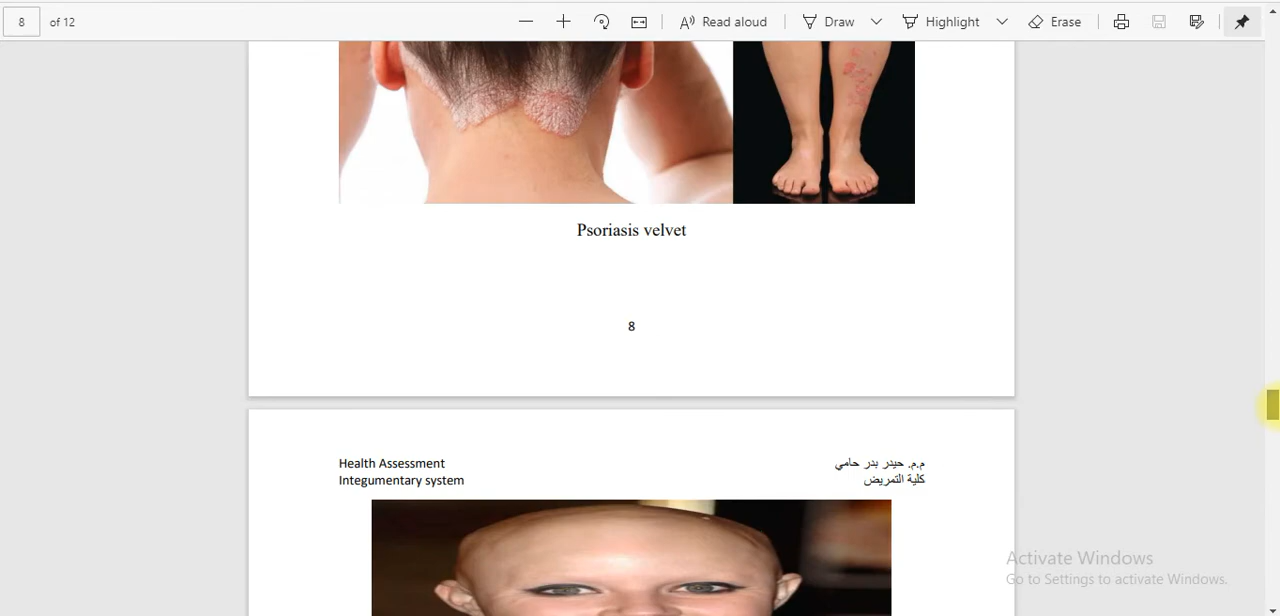 8 of 12 Read aloud Draw Highlight Erase
Psoriasis velvet
8
Health Assessment م.م. حيدر بدر حامي
Integumentary system كلية التمريض
Activate Windows
Go to Settings to activate Windows.